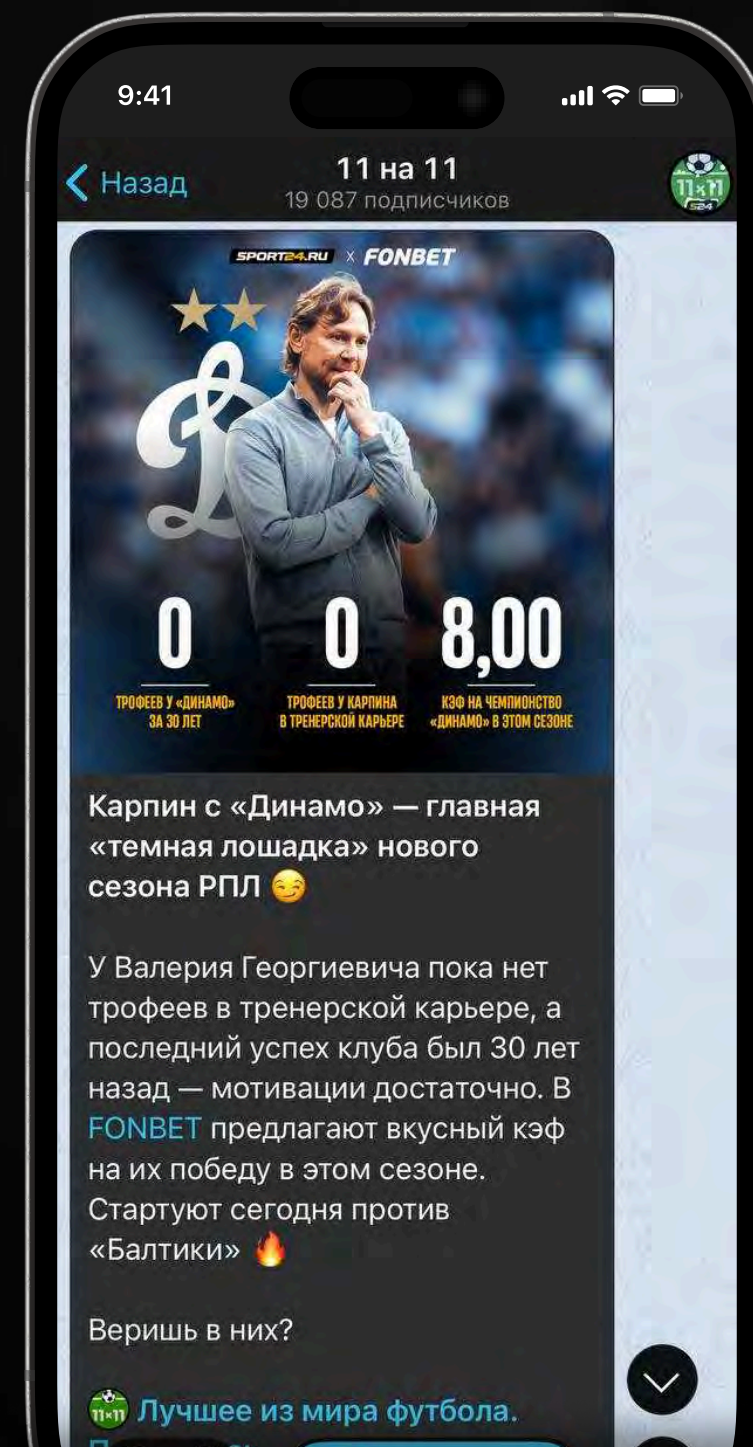 9:41
Назад
11 на 11
19 087 подписчиков
11x11
S24
SPORT24.RU X FONBET
0
ТРОФЕЕВ У «ДИНАМО»
ЗА 30 ЛЕТ
0
ТРОФЕЕВ У КАРПИНА
В ТРЕНЕРСКОЙ КАРЬЕРЕ
8,00
КЭФ НА ЧЕМПИОНСТВО
«ДИНАМО» В ЭТОМ СЕЗОНЕ
Карпин с «Динамо» — главная
«темная лошадка» нового
сезона РПЛ 😏
У Валерия Георгиевича пока нет
трофеев в тренерской карьере, а
последний успех клуба был 30 лет
назад — мотивации достаточно. В
FONBET предлагают вкусный кэф
на их победу в этом сезоне.
Стартуют сегодня против
«Балтики» 🔥
Веришь в них?
11x11 Лучшее из мира футбола.